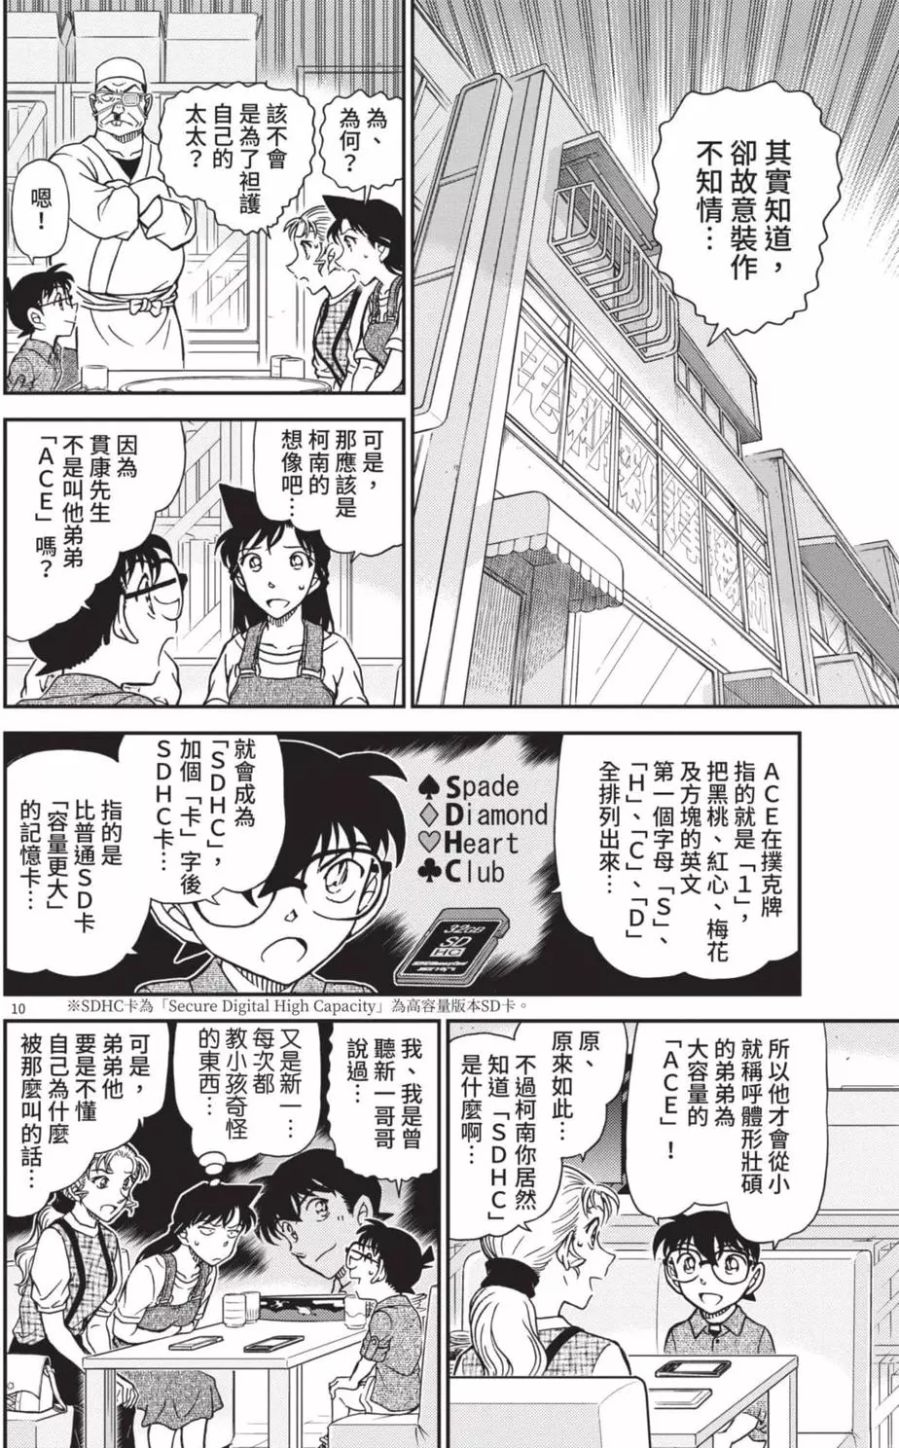 其實知道，
卻故意裝作
不知情…
為、
為何？
該不會
是為了袒護
自己的
太太？
嗯！
可是，
那應該是
柯南的
想像吧…
因為
貫康先生
不是叫他弟弟
「ACE」嗎？
ACE在撲克牌
指的就是「1」，
把黑桃、紅心、梅花
及方塊的英文
第一個字母「S」、
「H」、「C」、「D」
全排列出來…
♠Spade
♦Diamond
♥Heart
♣Club
32GB
SD
HC
就會成為
「SDHC」，
加個「卡」字後
SDHC卡…
指的是
比普通SD卡
「容量更大」
的記憶卡…
10
※SDHC卡為「Secure Digital High Capacity」為高容量版本SD卡。
所以他才會從小
就稱呼體形壯碩
的弟弟為
大容量的
「ACE」！
原、
原來如此…
不過柯南你居然
知道「SDHC」
是什麼啊…
我、我是曾
聽新一哥哥
說過…
又是新一…
每次都
教小孩奇怪
的東西…
可是，
弟弟他
要是不懂
自己為什麼
被那麼叫的話…